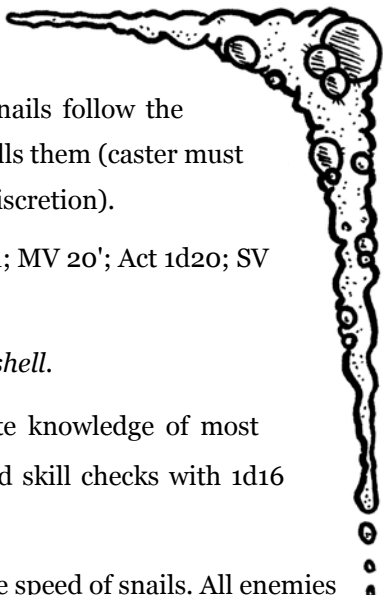 nails follow the
lls them (caster must
iscretion).
; MV 20'; Act 1d20; SV
shell.
te knowledge of most
d skill checks with 1d16
e speed of snails. All enemies